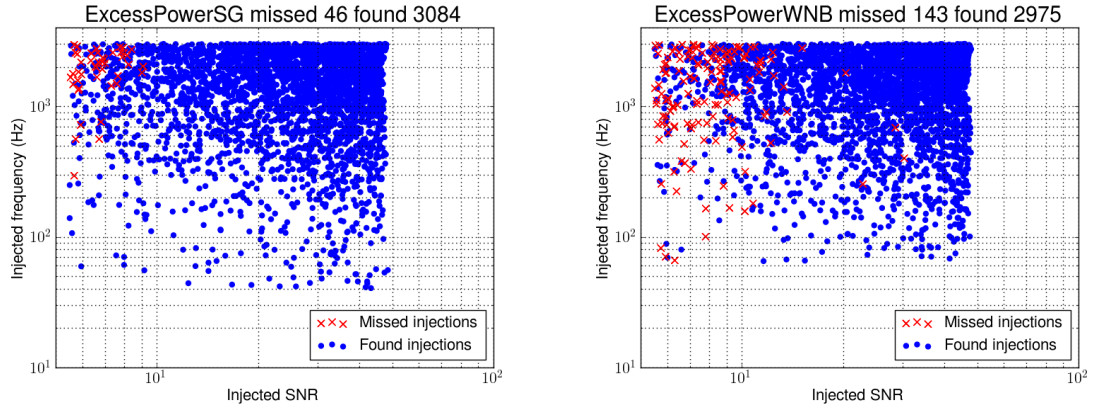 ExcessPowerSG missed 46 found 3084
10³
10²
10¹
Injected frequency (Hz)
Missed injections
Found injections
10¹
10²
Injected SNR
ExcessPowerWNB missed 143 found 2975
10³
10²
10¹
Injected frequency (Hz)
Missed injections
Found injections
10¹
10²
Injected SNR